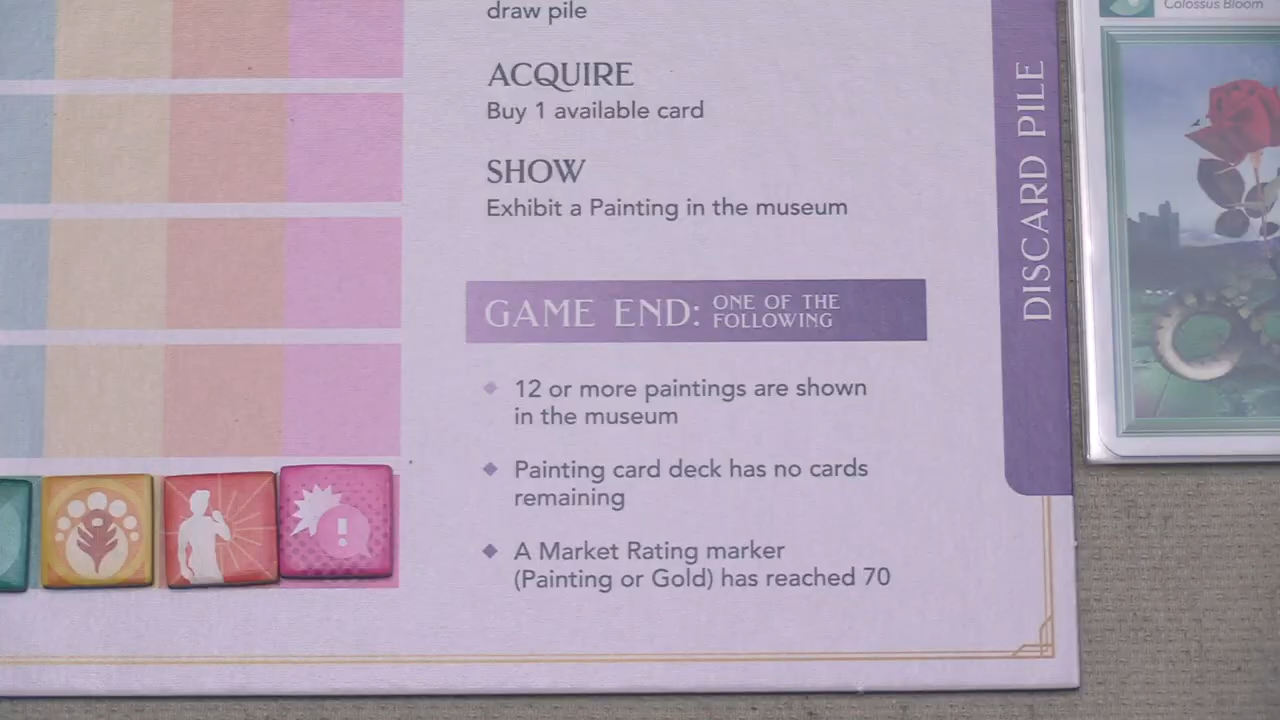 draw pile
ACQUIRE
Buy 1 available card
SHOW
Exhibit a Painting in the museum
GAME END: ONE OF THE
FOLLOWING
12 or more paintings are shown
in the museum
Painting card deck has no cards
remaining
A Market Rating marker
(Painting or Gold) has reached 70
!
DISCARD PILE
Colossus Bloom